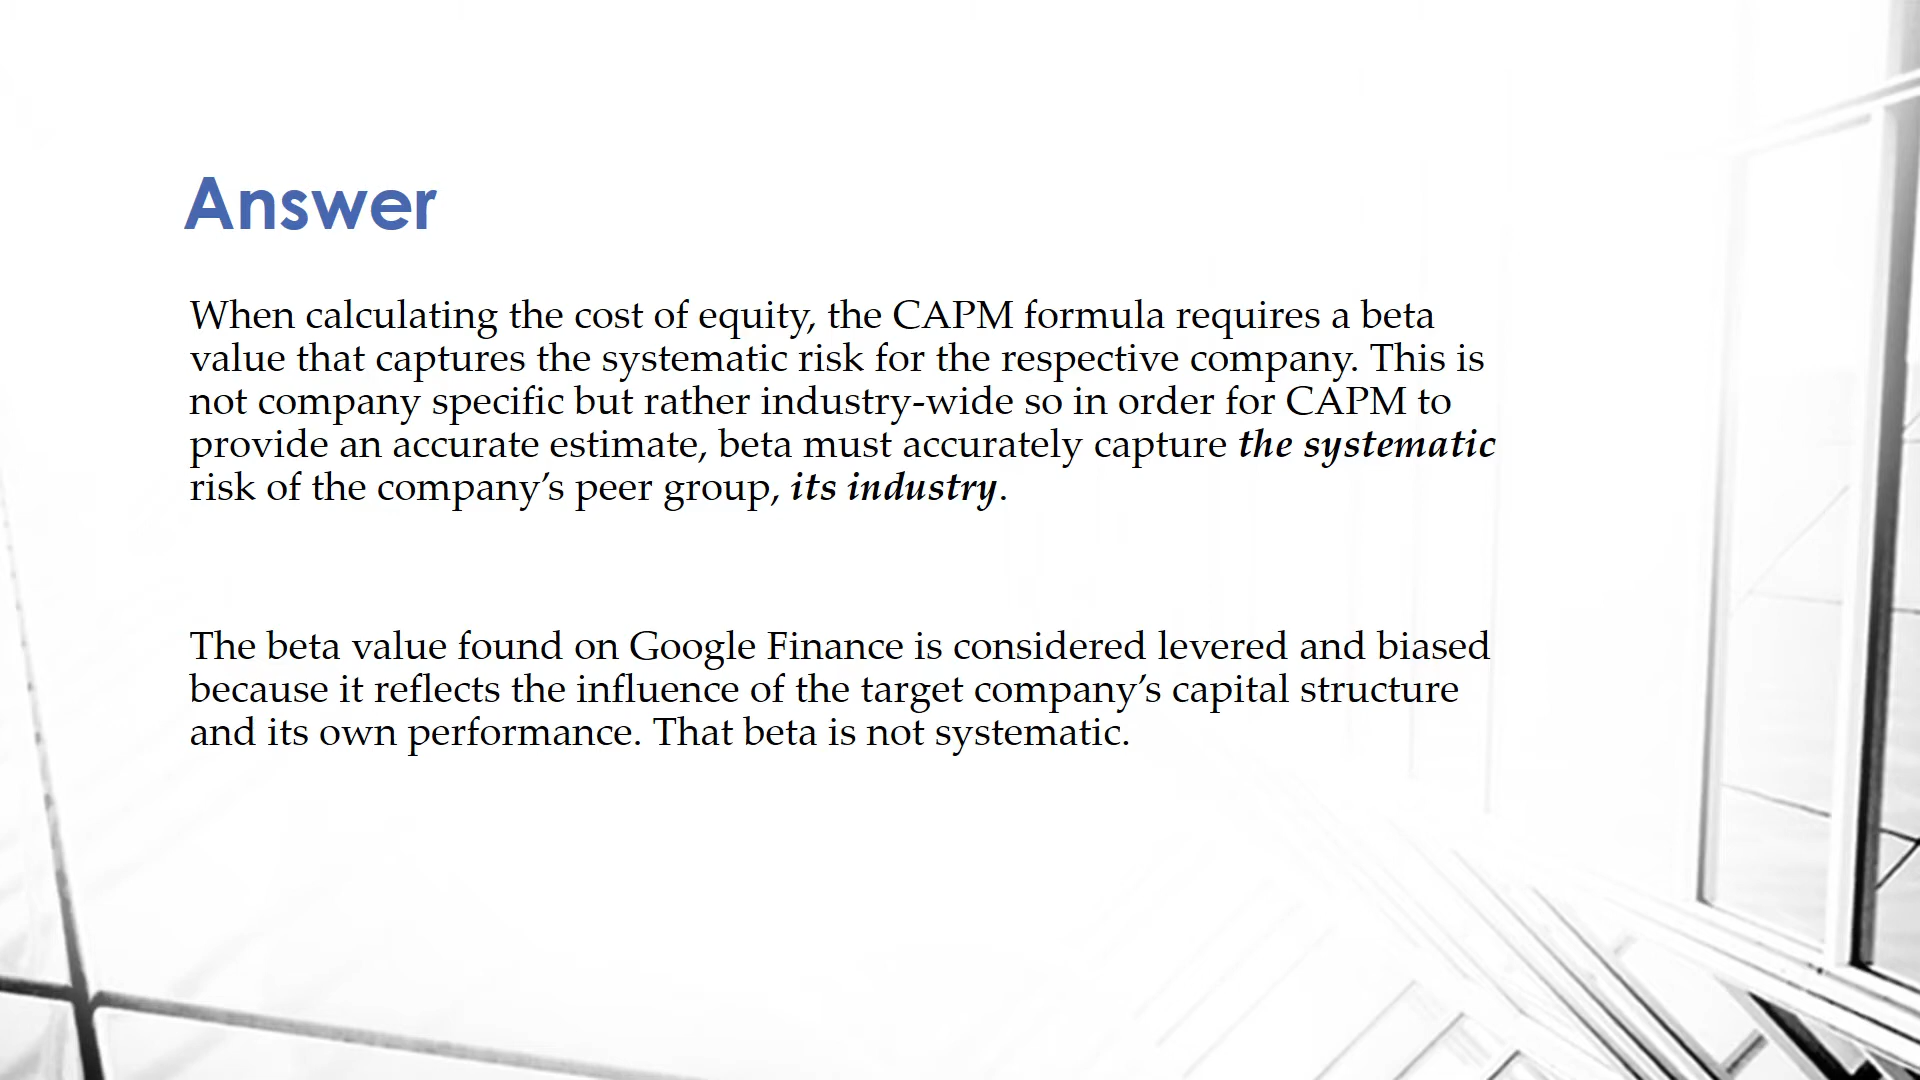 Answer
When calculating the cost of equity, the CAPM formula requires a beta
value that captures the systematic risk for the respective company. This is
not company specific but rather industry-wide so in order for CAPM to
provide an accurate estimate, beta must accurately capture the systematic
risk of the company’s peer group, its industry.
The beta value found on Google Finance is considered levered and biased
because it reflects the influence of the target company’s capital structure
and its own performance. That beta is not systematic.